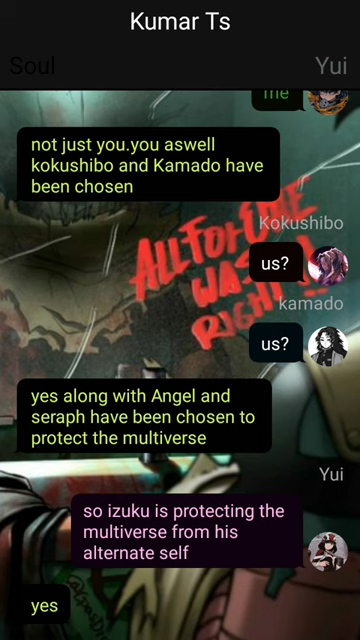 Kumar Ts
Soul
Yui
me
not just you.you aswell
kokushibo and Kamado have
been chosen
Kokushibo
us?
kamado
us?
ALL FOR ONE
WAS
RIGHT!!
yes along with Angel and
seraph have been chosen to
protect the multiverse
Yui
so izuku is protecting the
multiverse from his
alternate self
yes